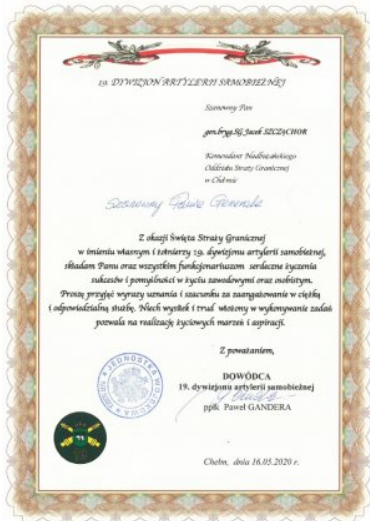 19. DYWIZJON ARTYLERII SAMOBIEŻNEJ
Szanowny Pan
gen.bryg.SG Jacek SZCZĄCHOR
Komendant Nadbużańskiego
Oddziału Straży Granicznej
w Chełmie
Szanowny Panie Generale
Z okazji Święta Straży Granicznej
w imieniu własnym i żołnierzy 19. dywizjonu artylerii samobieżnej,
składam Panu oraz wszystkim funkcjonariuszom serdeczne życzenia
sukcesów i pomyślności w życiu zawodowym oraz osobistym.
Proszę przyjąć wyrazy uznania i szacunku za zaangażowanie w ciężką
i odpowiedzialną służbę. Niech wysiłek i trud włożony w wykonywanie zadań
pozwala na realizację życiowych marzeń i aspiracji.
Z poważaniem,
DOWÓDCA
19. dywizjonu artylerii samobieżnej
ppłk Paweł GANDERA
JEDNOSTKA WOJSKOWA
19
Chełm, dnia 16.05.2020 r.